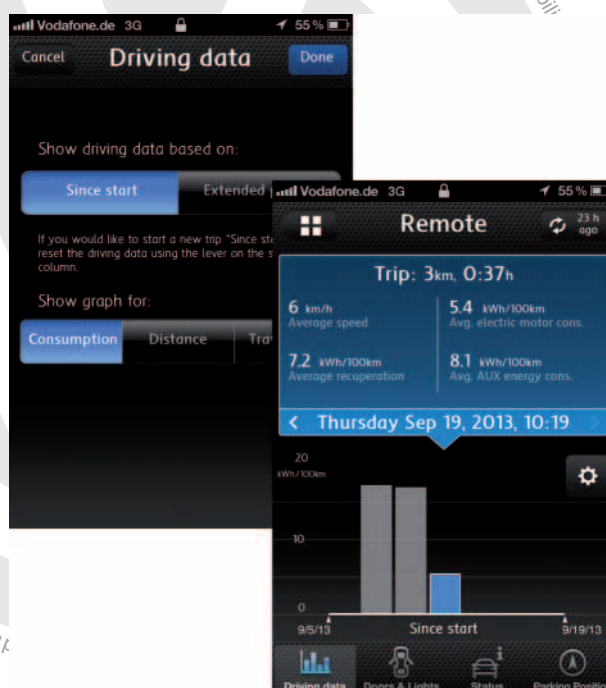 Vodafone.de 3G 55 %
Cancel Driving data Done
Show driving data based on:
Since start Extended
If you would like to start a new trip "Since
reset the driving data using the lever on the
column.
Show graph for:
Consumption Distance
Vodafone.de 3G 55 %
Remote 23 h
ago
Trip: 3km, 0:37h
6 km/h
Average speed
5.4 kWh/100km
Avg. electric motor cons.
7.2 kWh/100km
Average recuperation
8.1 kWh/100km
Avg. AUX energy cons.
Thursday Sep 19, 2013, 10:19
20
kWh/100km
10
0
9/5/13 Since start 9/19/13
Driving data Doors & Lights Status Parking Position